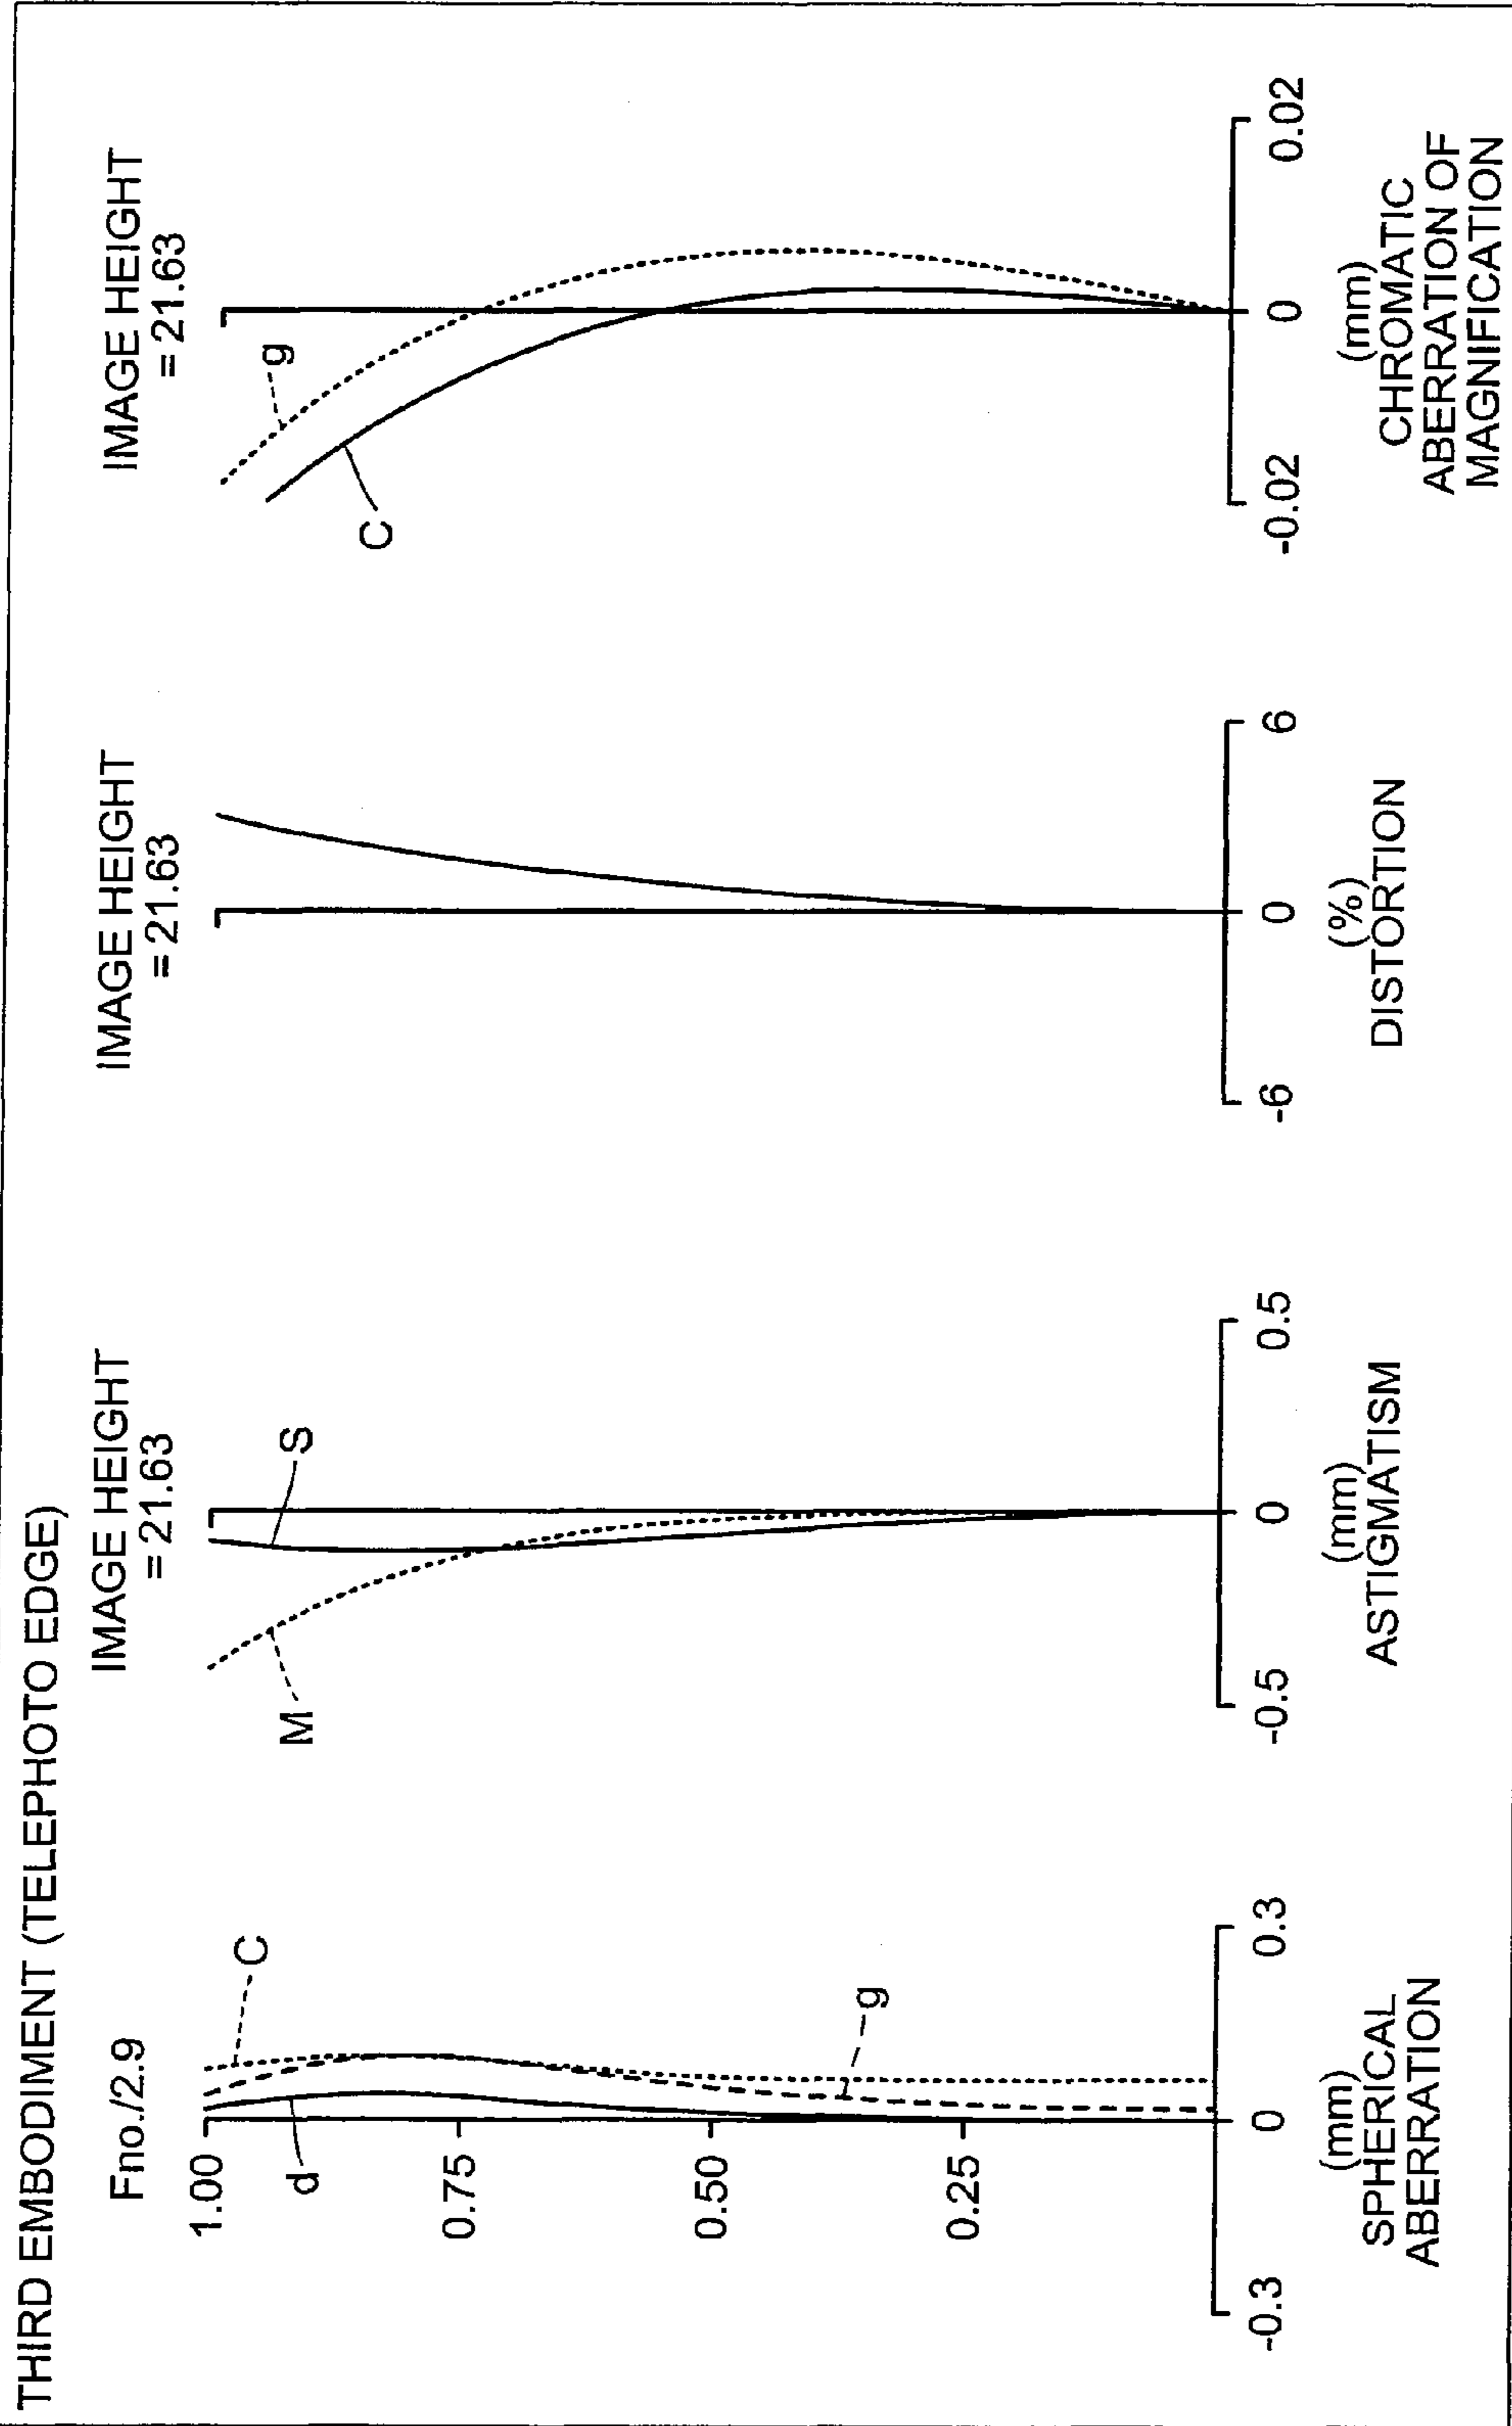 THIRD EMBODIMENT (TELEPHOTO EDGE)
Fno./2.9
1.00
0.75
0.50
0.25
d
C
g
-0.3
0
0.3
(mm)
SPHERICAL
ABERRATION
IMAGE HEIGHT
= 21.63
M
S
-0.5
0
0.5
(mm)
ASTIGMATISM
IMAGE HEIGHT
= 21.63
-6
0
6
(%)
DISTORTION
IMAGE HEIGHT
= 21.63
g
C
-0.02
0
0.02
(mm)
CHROMATIC
ABERRATION OF
MAGNIFICATION